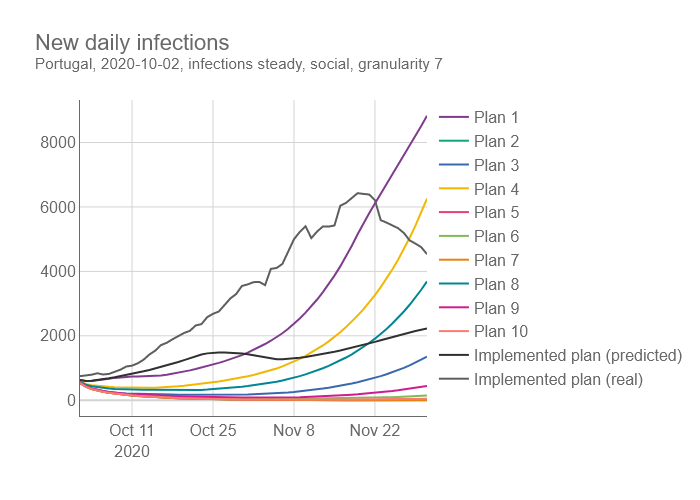 New daily infections
Portugal, 2020-10-02, infections steady, social, granularity 7
8000
6000
4000
2000
0
Oct 11
2020
Oct 25
Nov 8
Nov 22
Plan 1
Plan 2
Plan 3
Plan 4
Plan 5
Plan 6
Plan 7
Plan 8
Plan 9
Plan 10
Implemented plan (predicted)
Implemented plan (real)